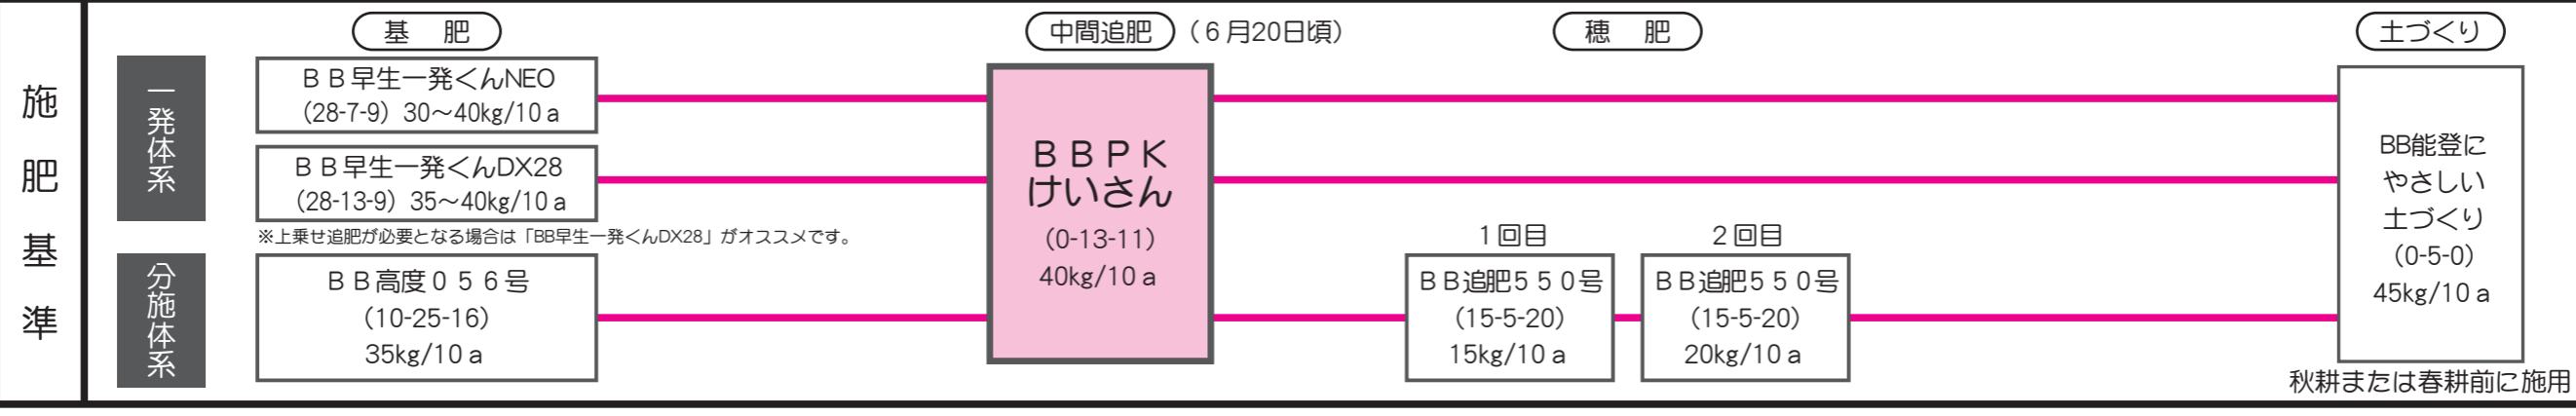 施肥基準
基 肥
中間追肥（６月20日頃）
穂 肥
土づくり
一発体系
ＢＢ早生一発くんNEO
（28-7-9）30〜40kg/10ａ
ＢＢ早生一発くんDX28
（28-13-9）35〜40kg/10ａ
※上乗せ追肥が必要となる場合は「BB早生一発くんDX28」がオススメです。
分施体系
ＢＢ高度０５６号
（10-25-16）
35kg/10ａ
ＢＢＰＫ
けいさん
（0-13-11）
40kg/10ａ
１回目
ＢＢ追肥５５０号
（15-5-20）
15kg/10ａ
２回目
ＢＢ追肥５５０号
（15-5-20）
20kg/10ａ
BB能登に
やさしい
土づくり
（0-5-0）
45kg/10ａ
秋耕または春耕前に施用